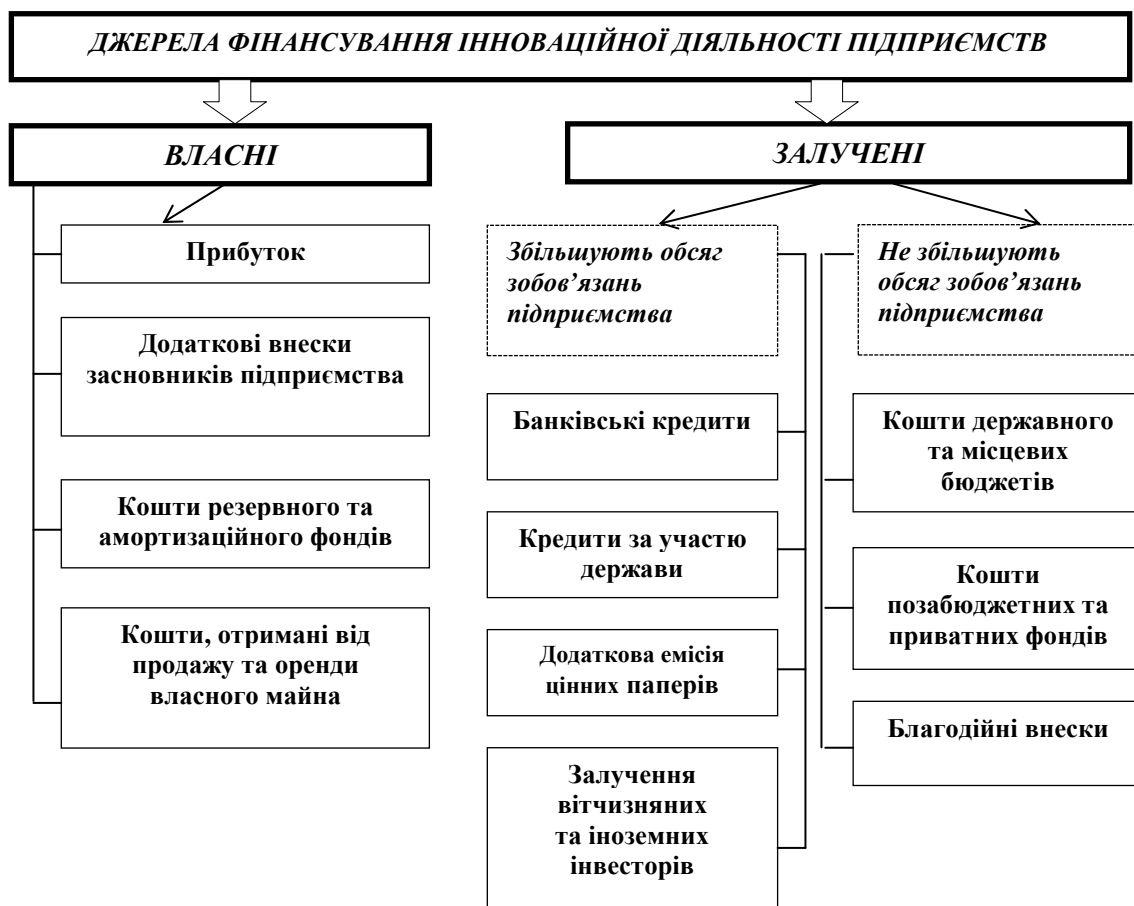 ДЖЕРЕЛА ФІНАНСУВАННЯ ІННОВАЦІЙНОЇ ДІЯЛЬНОСТІ ПІДПРИЄМСТВ
ВЛАСНІ
Прибуток
Додаткові внески
засновників підприємства
Кошти резервного та
амортизаційного фондів
Кошти, отримані від
продажу та оренди
власного майна
ЗАЛУЧЕНІ
Збільшують обсяг
зобов’язань
підприємства
Банківські кредити
Кредити за участю
держави
Додаткова емісія
цінних паперів
Залучення
вітчизняних
та іноземних
інвесторів
Не збільшують
обсяг зобов’язань
підприємства
Кошти державного
та місцевих
бюджетів
Кошти
позабюджетних та
приватних фондів
Благодійні внески